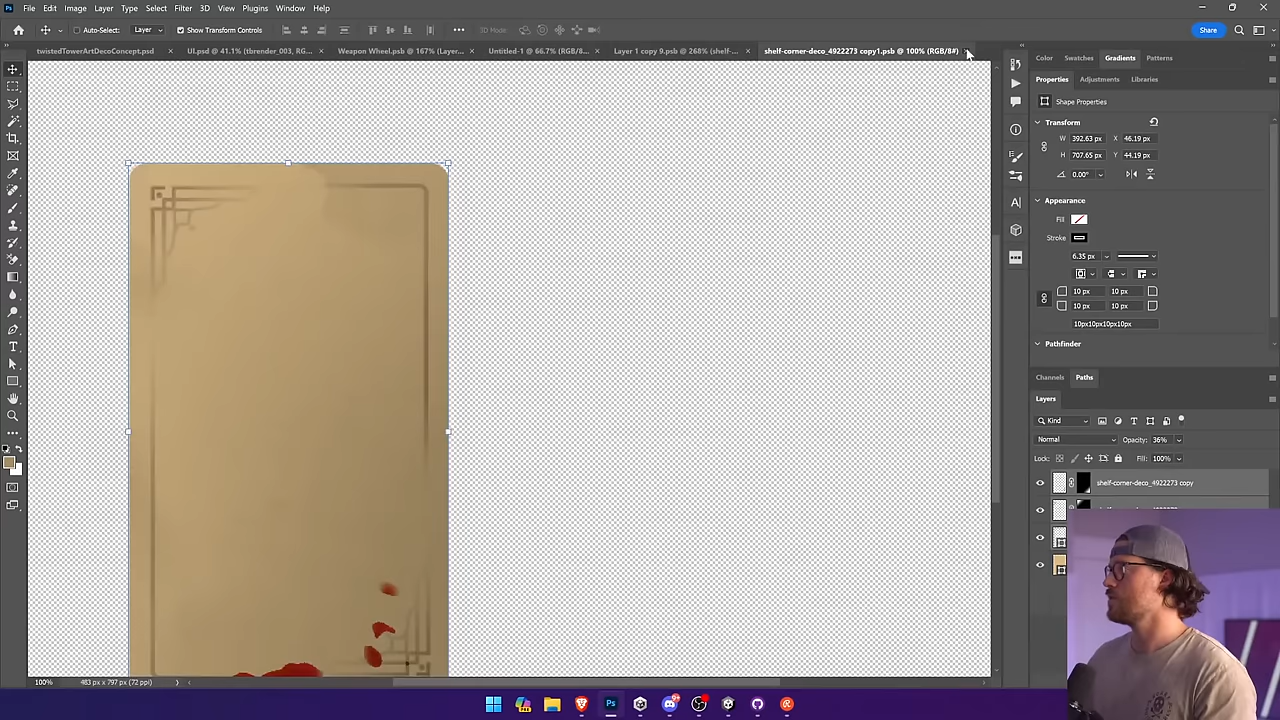 Ps File Edit Image Layer Type Select Filter 3D View Plugins Window Help
Auto-Select: Layer Show Transform Controls 3D Mode: Share
twistedTowerArtDecoConcept.psd × UI.psd @ 41.1% (tbrender_003, RG... × Weapon Wheel.psb @ 167% (Layer... × Untitled-1 @ 66.7% (RGB/8... × Layer 1 copy 9.psb @ 268% (shelf-... × shelf-corner-deco_4922273 copy1.psb @ 100% (RGB/8#)
Color Swatches Gradients Patterns
Properties Adjustments Libraries
Shape Properties
Transform
W 392.63 px X 46.19 px
H 707.65 px Y 44.19 px
0.00°
Appearance
Fill
Stroke
6.35 px
10 px 10 px
10 px 10 px
10px10px10px10px
Pathfinder
Channels Paths
Layers
Kind
Normal Opacity: 36%
Lock: Fill: 100%
shelf-corner-deco_4922273 copy
100% 483 px x 797 px (72 ppi)